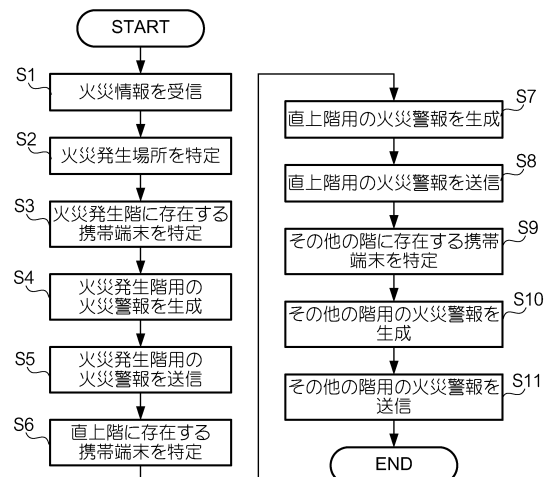 START
S1
火災情報を受信
S2
火災発生場所を特定
S3
火災発生階に存在する
携帯端末を特定
S4
火災発生階用の
火災警報を生成
S5
火災発生階用の
火災警報を送信
S6
直上階に存在する
携帯端末を特定
S7
直上階用の火災警報を生成
S8
直上階用の火災警報を送信
S9
その他の階に存在する携帯
端末を特定
S10
その他の階用の火災警報を
生成
S11
その他の階用の火災警報を
送信
END